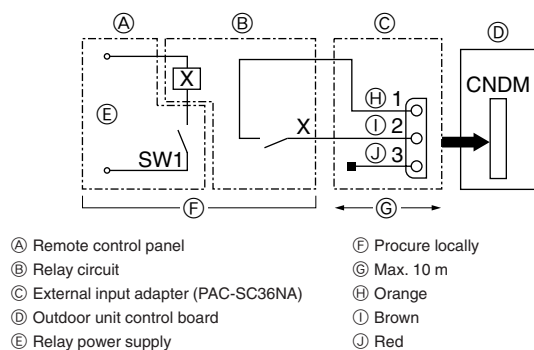 Ⓐ Ⓑ Ⓒ Ⓓ
CNDM
X
Ⓔ
SW1
X
Ⓗ 1
Ⓘ 2
Ⓙ 3
Ⓕ Ⓖ
Ⓐ Remote control panel
Ⓑ Relay circuit
Ⓒ External input adapter (PAC-SC36NA)
Ⓓ Outdoor unit control board
Ⓔ Relay power supply
Ⓕ Procure locally
Ⓖ Max. 10 m
Ⓗ Orange
Ⓘ Brown
Ⓙ Red